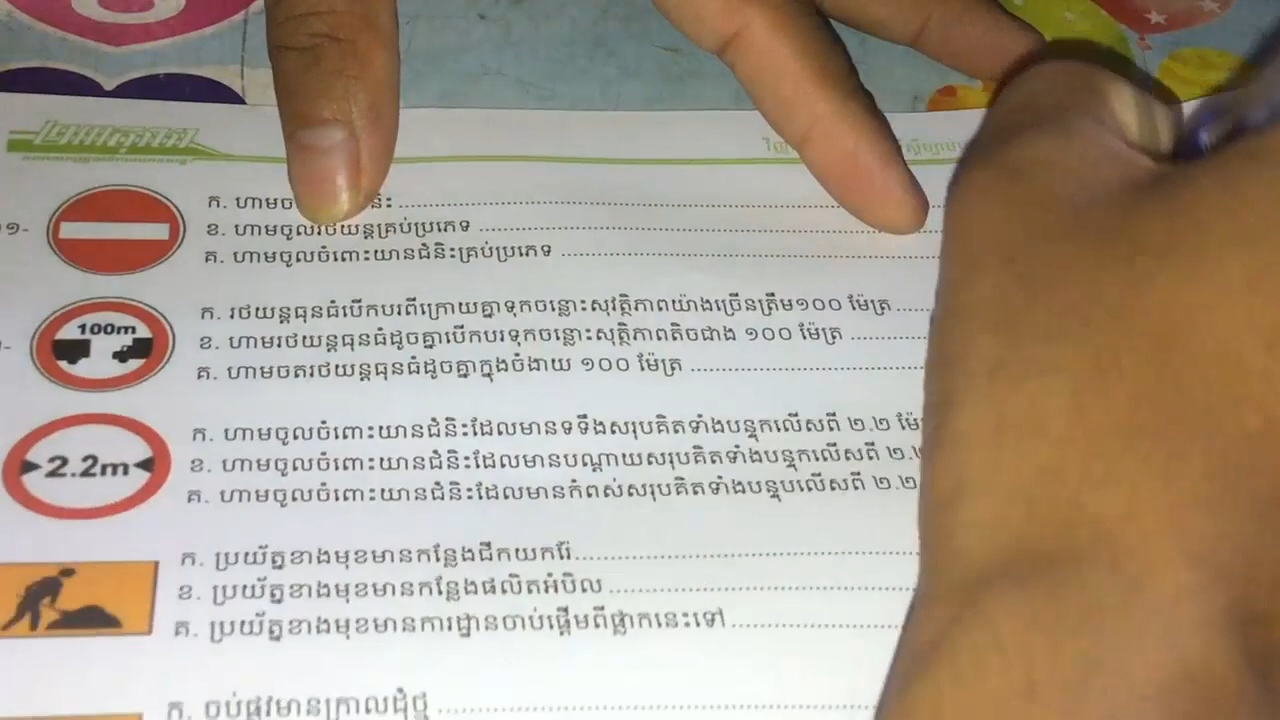 ក. ហាម
១-
ខ. ហាមចូលរថយន្តគ្រប់ប្រភេទ
គ. ហាមចូលចំពោះយានជំនិះគ្រប់ប្រភេទ
100m
ក. រថយន្តធុនធំបើកបរពីក្រោយគ្នាទុកចន្លោះសុវត្ថិភាពយ៉ាងច្រើនត្រឹម១០០ ម៉ែត្រ
ខ. ហាមរថយន្តធុនធំដូចគ្នាបើកបរទុកចន្លោះសុត្ថិភាពតិចជាង ១០០ ម៉ែត្រ
គ. ហាមចតរថយន្តធុនធំដូចគ្នាក្នុងចំងាយ ១០០ ម៉ែត្រ
2.2m
ក. ហាមចូលចំពោះយានជំនិះដែលមានទទឹងសរុបគិតទាំងបន្ទុកលើសពី ២.២ ម៉ែ
ខ. ហាមចូលចំពោះយានជំនិះដែលមានបណ្តាយសរុបគិតទាំងបន្ទុកលើសពី ២.២
គ. ហាមចូលចំពោះយានជំនិះដែលមានកំពស់សរុបគិតទាំងបន្ទុបលើសពី ២.២
ក. ប្រយ័ត្នខាងមុខមានកន្លែងជីកយករ៉ែ
ខ. ប្រយ័ត្នខាងមុខមានកន្លែងផលិតអំបិល
គ. ប្រយ័ត្នខាងមុខមានការដ្ឋានចាប់ផ្តើមពីផ្លាកនេះទៅ
ក. ចប់ផ្លូវមានក្រាលដុំថ្ម